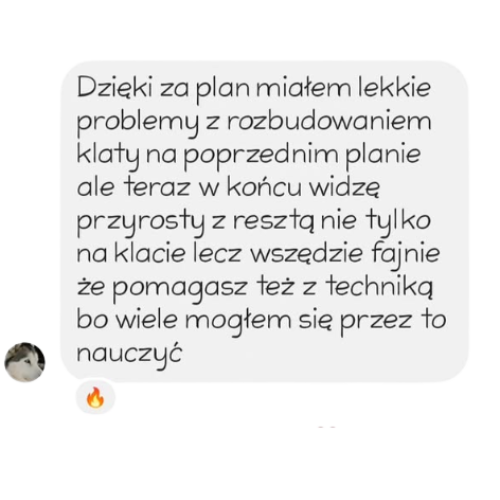 Dzięki za plan miałem lekkie
problemy z rozbudowaniem
klaty na poprzednim planie
ale teraz w końcu widzę
przyrosty z resztą nie tylko
na klacie lecz wszędzie fajnie
że pomagasz też z techniką
bo wiele mogłem się przez to
nauczyć